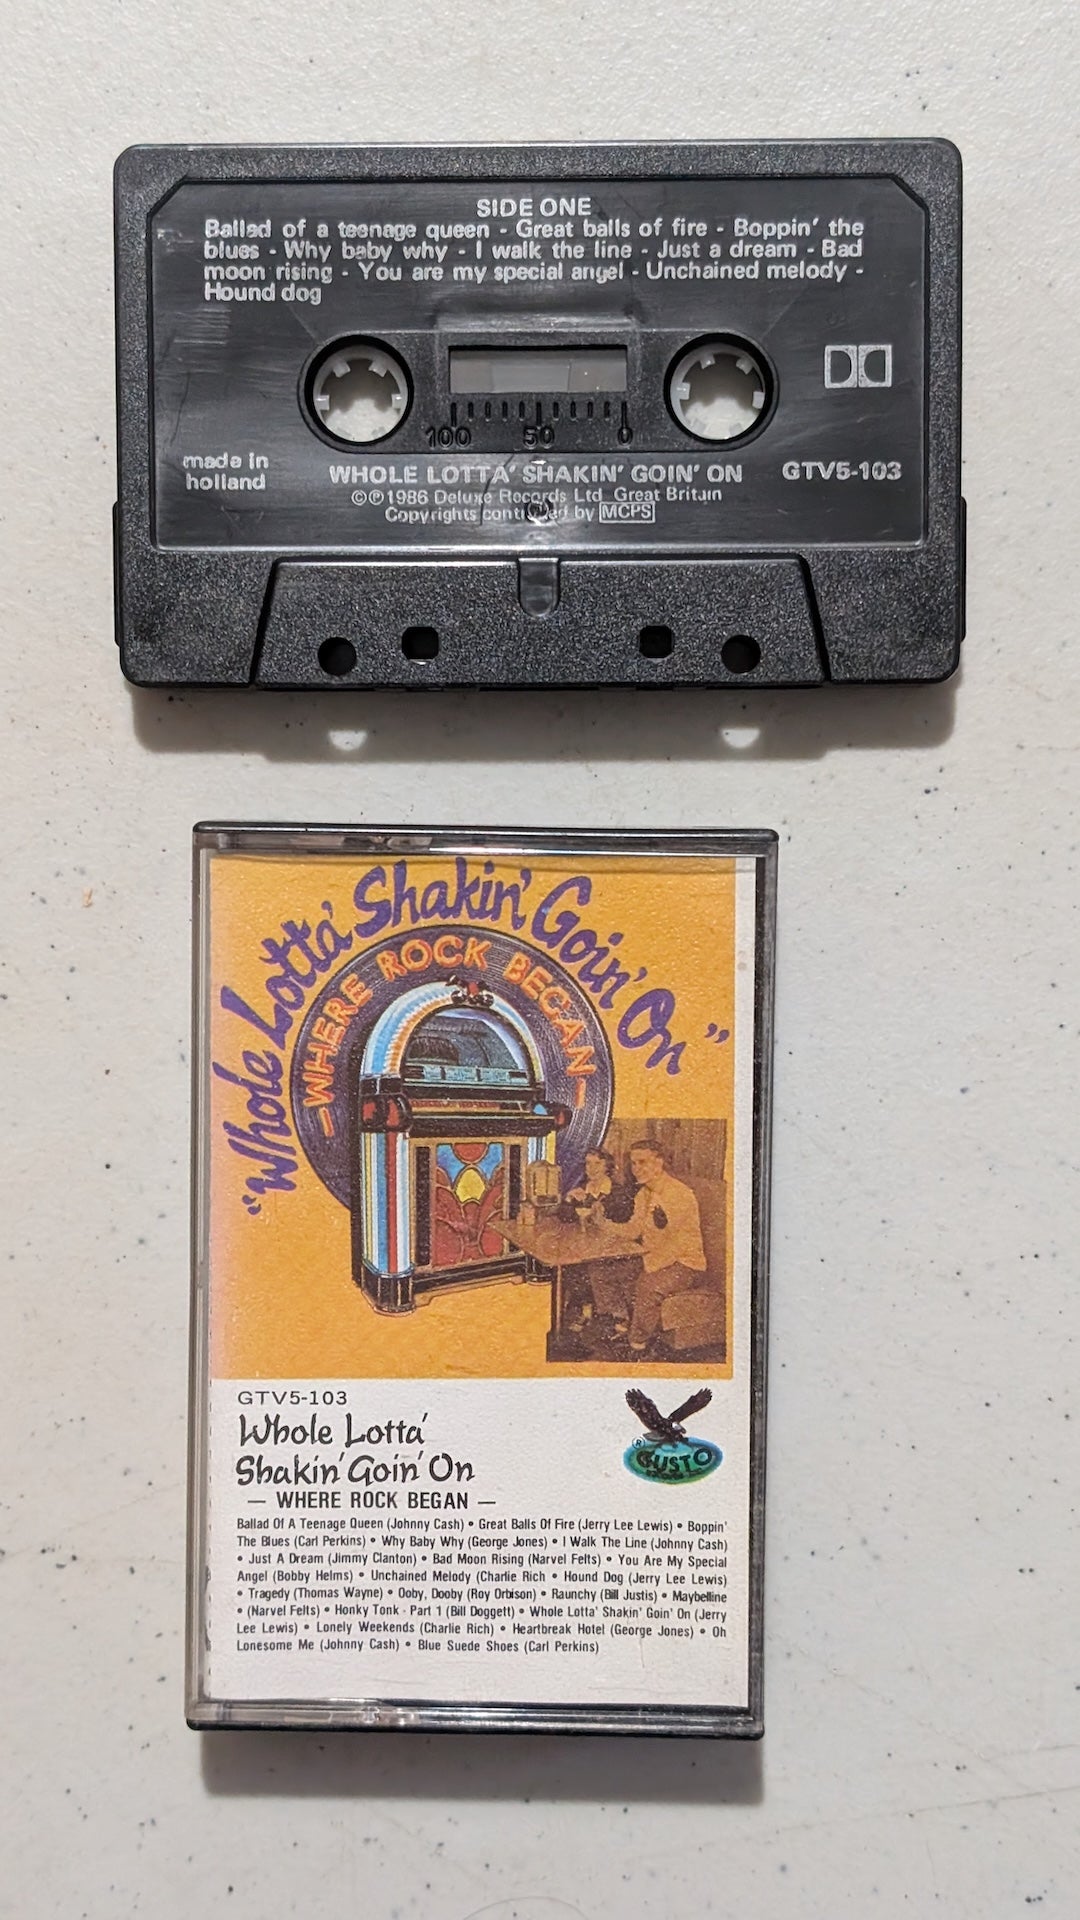 SIDE ONE
Ballad of a teenage queen - Great balls of fire - Boppin' the
blues - Why baby why - I walk the line - Just a dream - Bad
moon rising - You are my special angel - Unchained melody -
Hound dog
100 50 0
made in
holland
WHOLE LOTTA' SHAKIN' GOIN' ON
GTV5-103
©℗1986 Deluxe Records Ltd Great Britain
Copyrights controlled by MCPS
"Whole Lotta' Shakin' Goin' On"
-WHERE ROCK BEGAN-
GTV5-103
Whole Lotta'
Shakin' Goin' On
— WHERE ROCK BEGAN —
® GUSTO
Ballad Of A Teenage Queen (Johnny Cash) • Great Balls Of Fire (Jerry Lee Lewis) • Boppin'
The Blues (Carl Perkins) • Why Baby Why (George Jones) • I Walk The Line (Johnny Cash)
• Just A Dream (Jimmy Clanton) • Bad Moon Rising (Narvel Felts) • You Are My Special
Angel (Bobby Helms) • Unchained Melody (Charlie Rich • Hound Dog (Jerry Lee Lewis)
• Tragedy (Thomas Wayne) • Ooby, Dooby (Roy Orbison) • Raunchy (Bill Justis) • Maybelline
• (Narvel Felts) • Honky Tonk - Part 1 (Bill Doggett) • Whole Lotta' Shakin' Goin' On (Jerry
Lee Lewis) • Lonely Weekends (Charlie Rich) • Heartbreak Hotel (George Jones) • Oh
Lonesome Me (Johnny Cash) • Blue Suede Shoes (Carl Perkins)